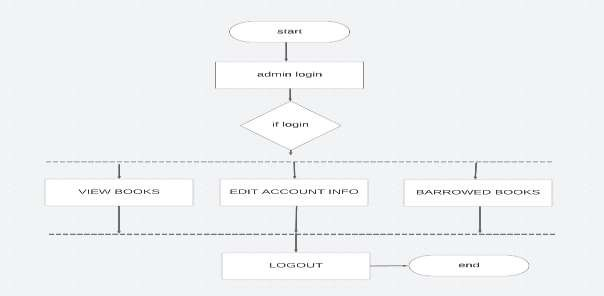 start
admin login
if login
VIEW BOOKS
EDIT ACCOUNT INFO
BARROWED BOOKS
LOGOUT
end